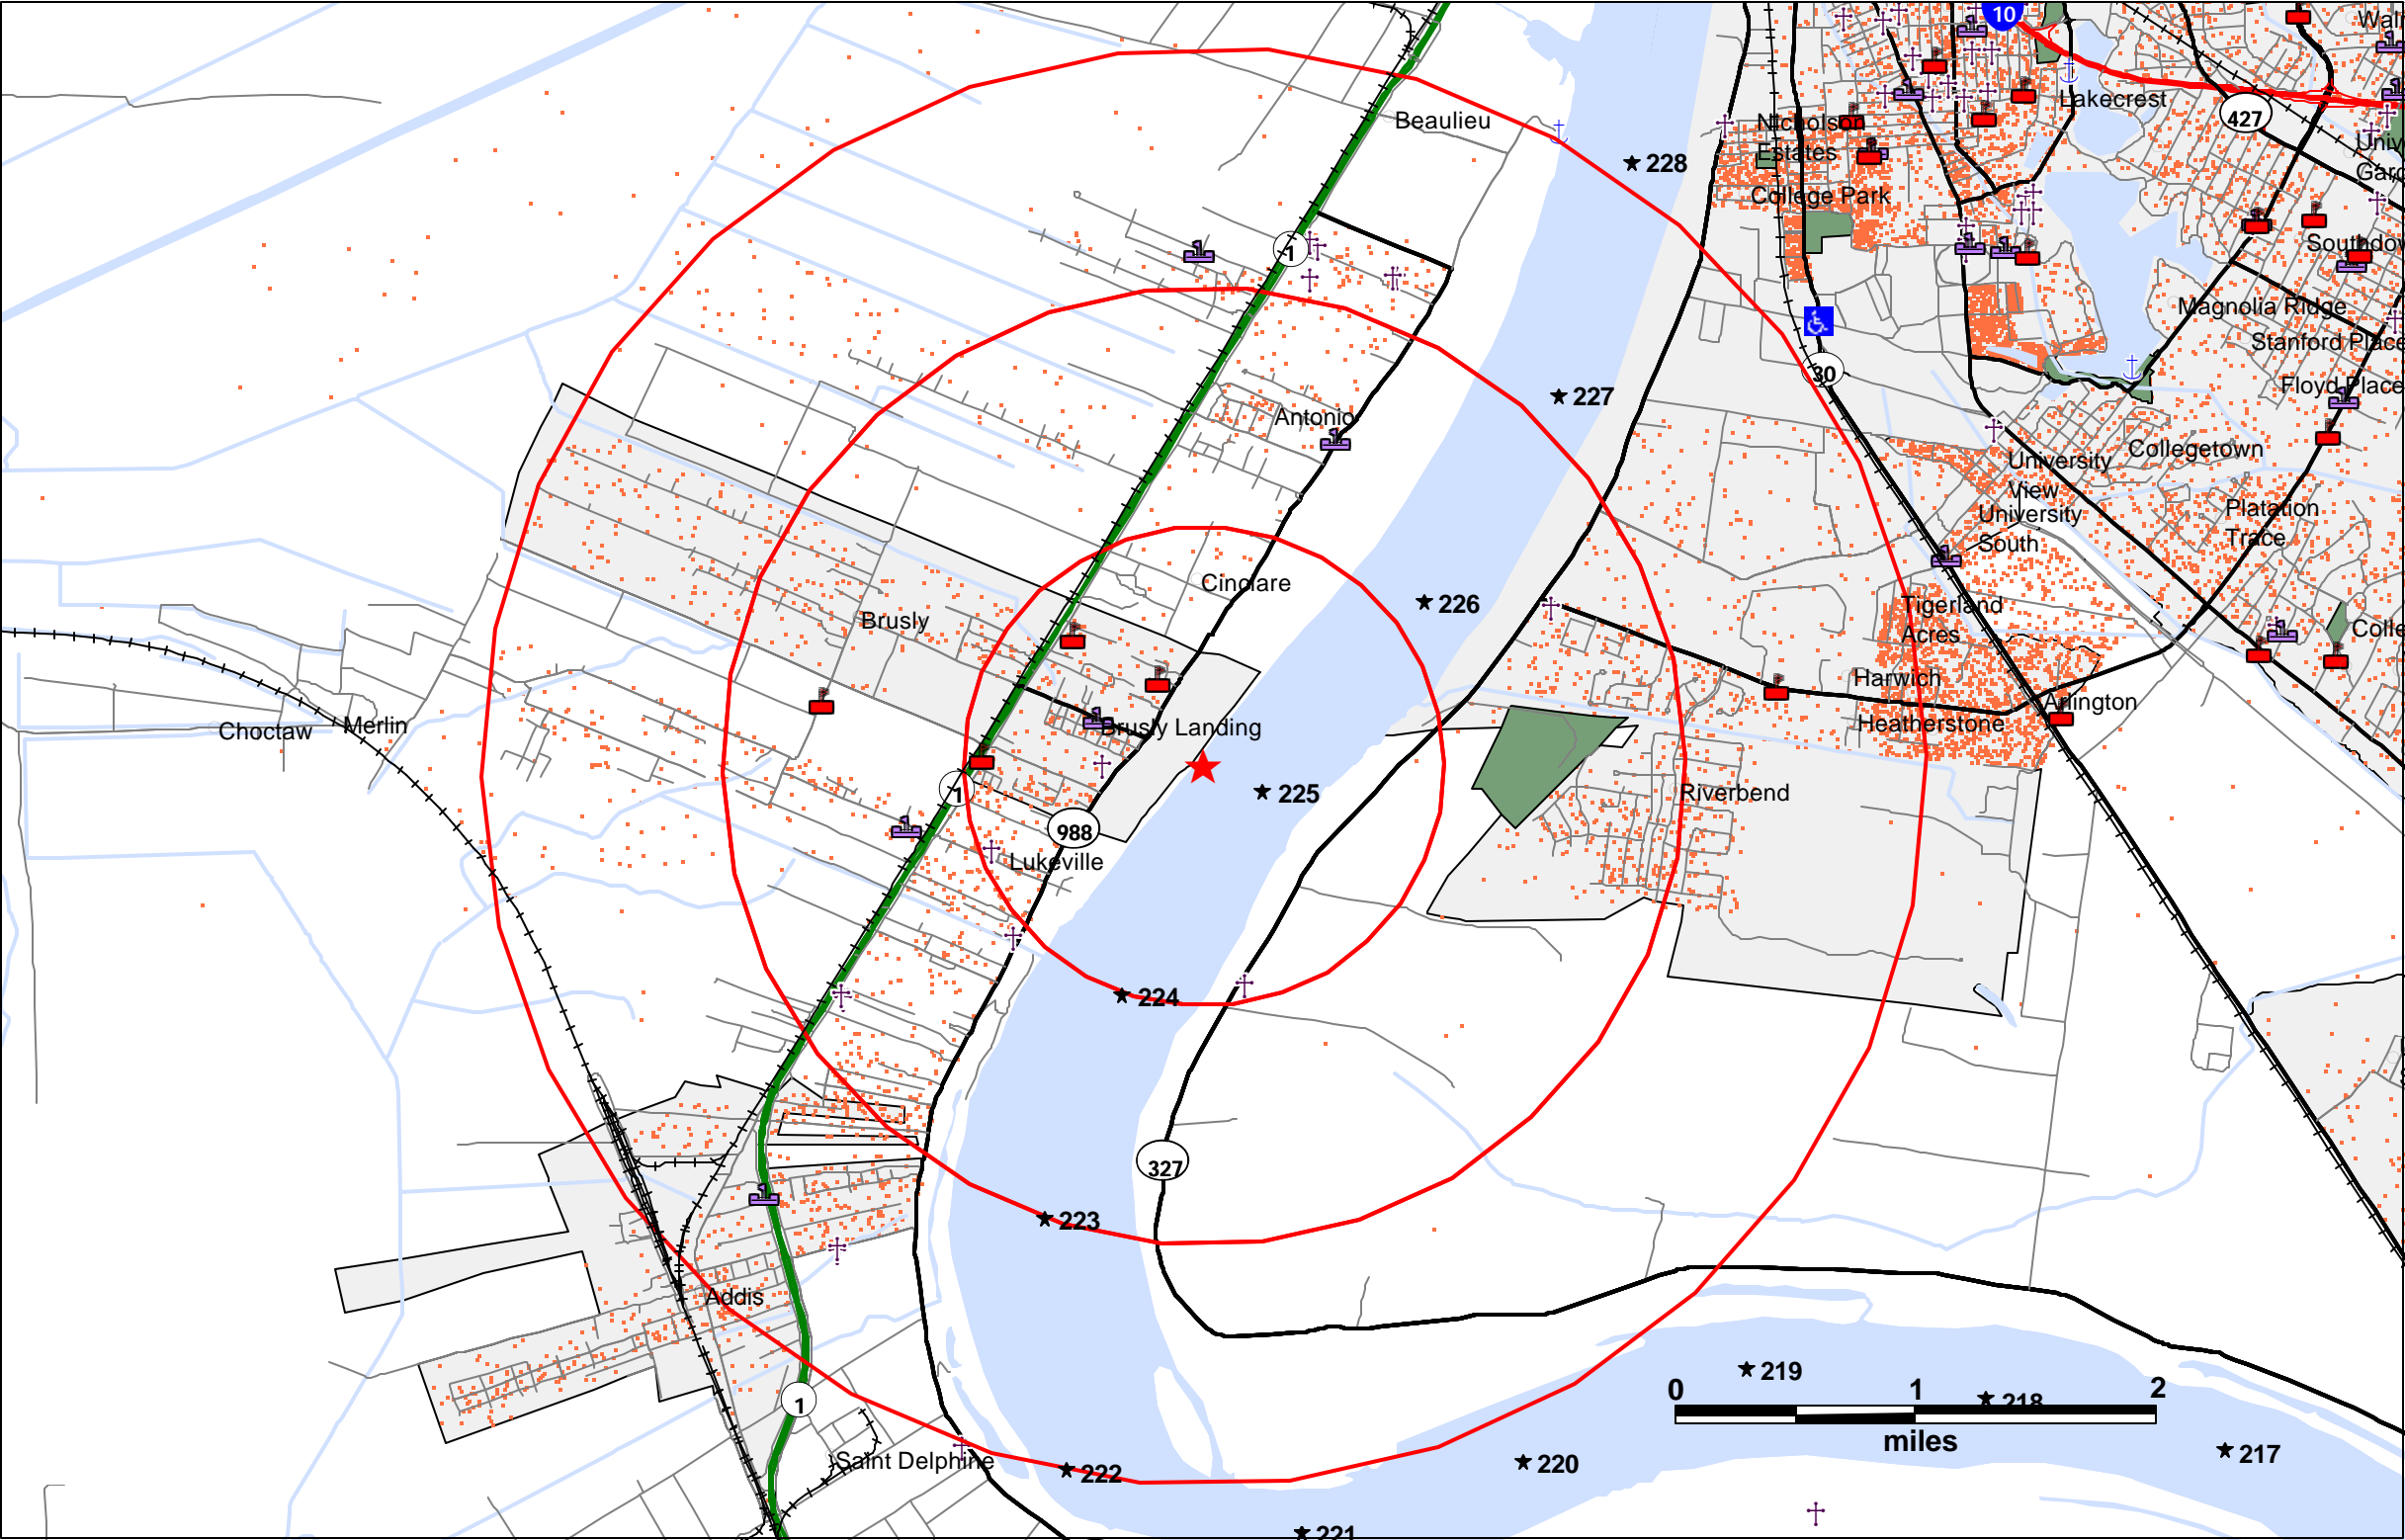 10
Wal
Lakecrest
427
Beaulieu
Nicholson
Estates
Univ
Gard
228
College Park
1
Southdow
Magnolia Ridge
Stanford Place
30
Floyd Place
227
Antonio
Collegetown
University
View
University
South
Platation
Trace
Cinclare
226
Brusly
Tigerland
Acres
Colle
Harwich
Arlington
Choctaw
Merlin
Brusly Landing
Heatherstone
1
225
Riverbend
988
Lukeville
224
327
223
Addis
219
0 1 2
218
1
miles
217
Saint Delphine
222
220
221